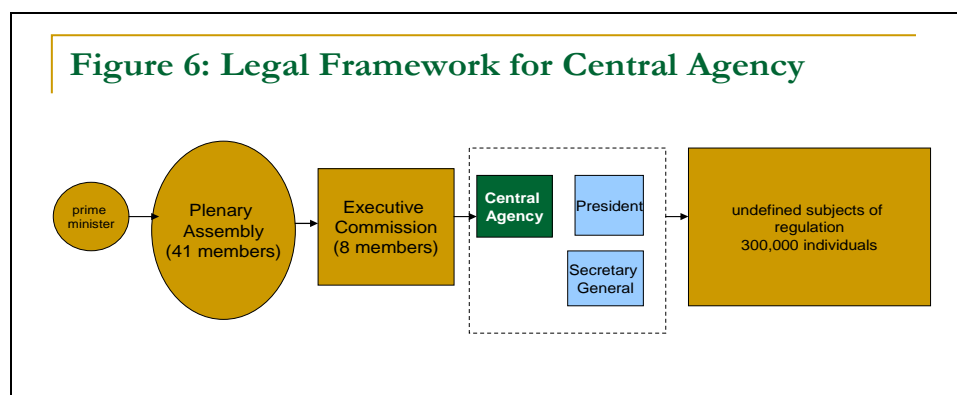 Figure 6: Legal Framework for Central Agency
prime
minister
Plenary
Assembly
(41 members)
Executive
Commission
(8 members)
Central
Agency
President
Secretary
General
undefined subjects of
regulation
300,000 individuals